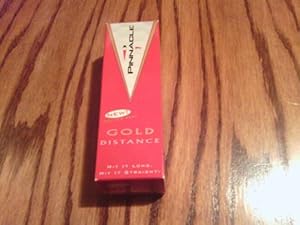 PINNACLE
NEW!
GOLD
DISTANCE
HIT IT LONG.
HIT IT STRAIGHT!